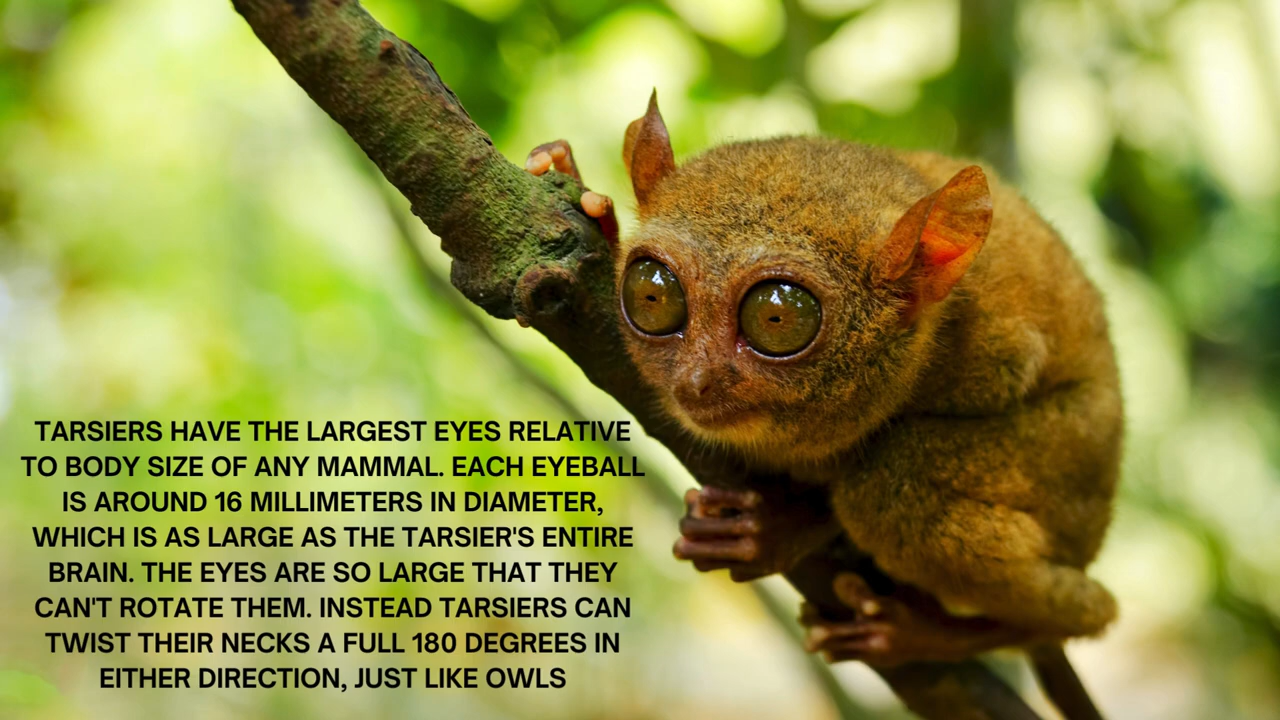 TARSIERS HAVE THE LARGEST EYES RELATIVE
TO BODY SIZE OF ANY MAMMAL. EACH EYEBALL
IS AROUND 16 MILLIMETERS IN DIAMETER,
WHICH IS AS LARGE AS THE TARSIER'S ENTIRE
BRAIN. THE EYES ARE SO LARGE THAT THEY
CAN'T ROTATE THEM. INSTEAD TARSIERS CAN
TWIST THEIR NECKS A FULL 180 DEGREES IN
EITHER DIRECTION, JUST LIKE OWLS